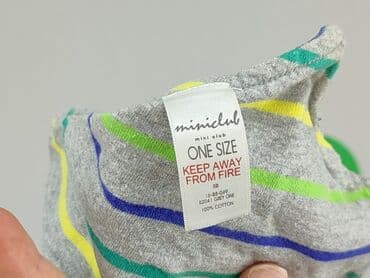 miniclub
mini club
ONE SIZE
KEEP AWAY
FROM FIRE
100% COTTON